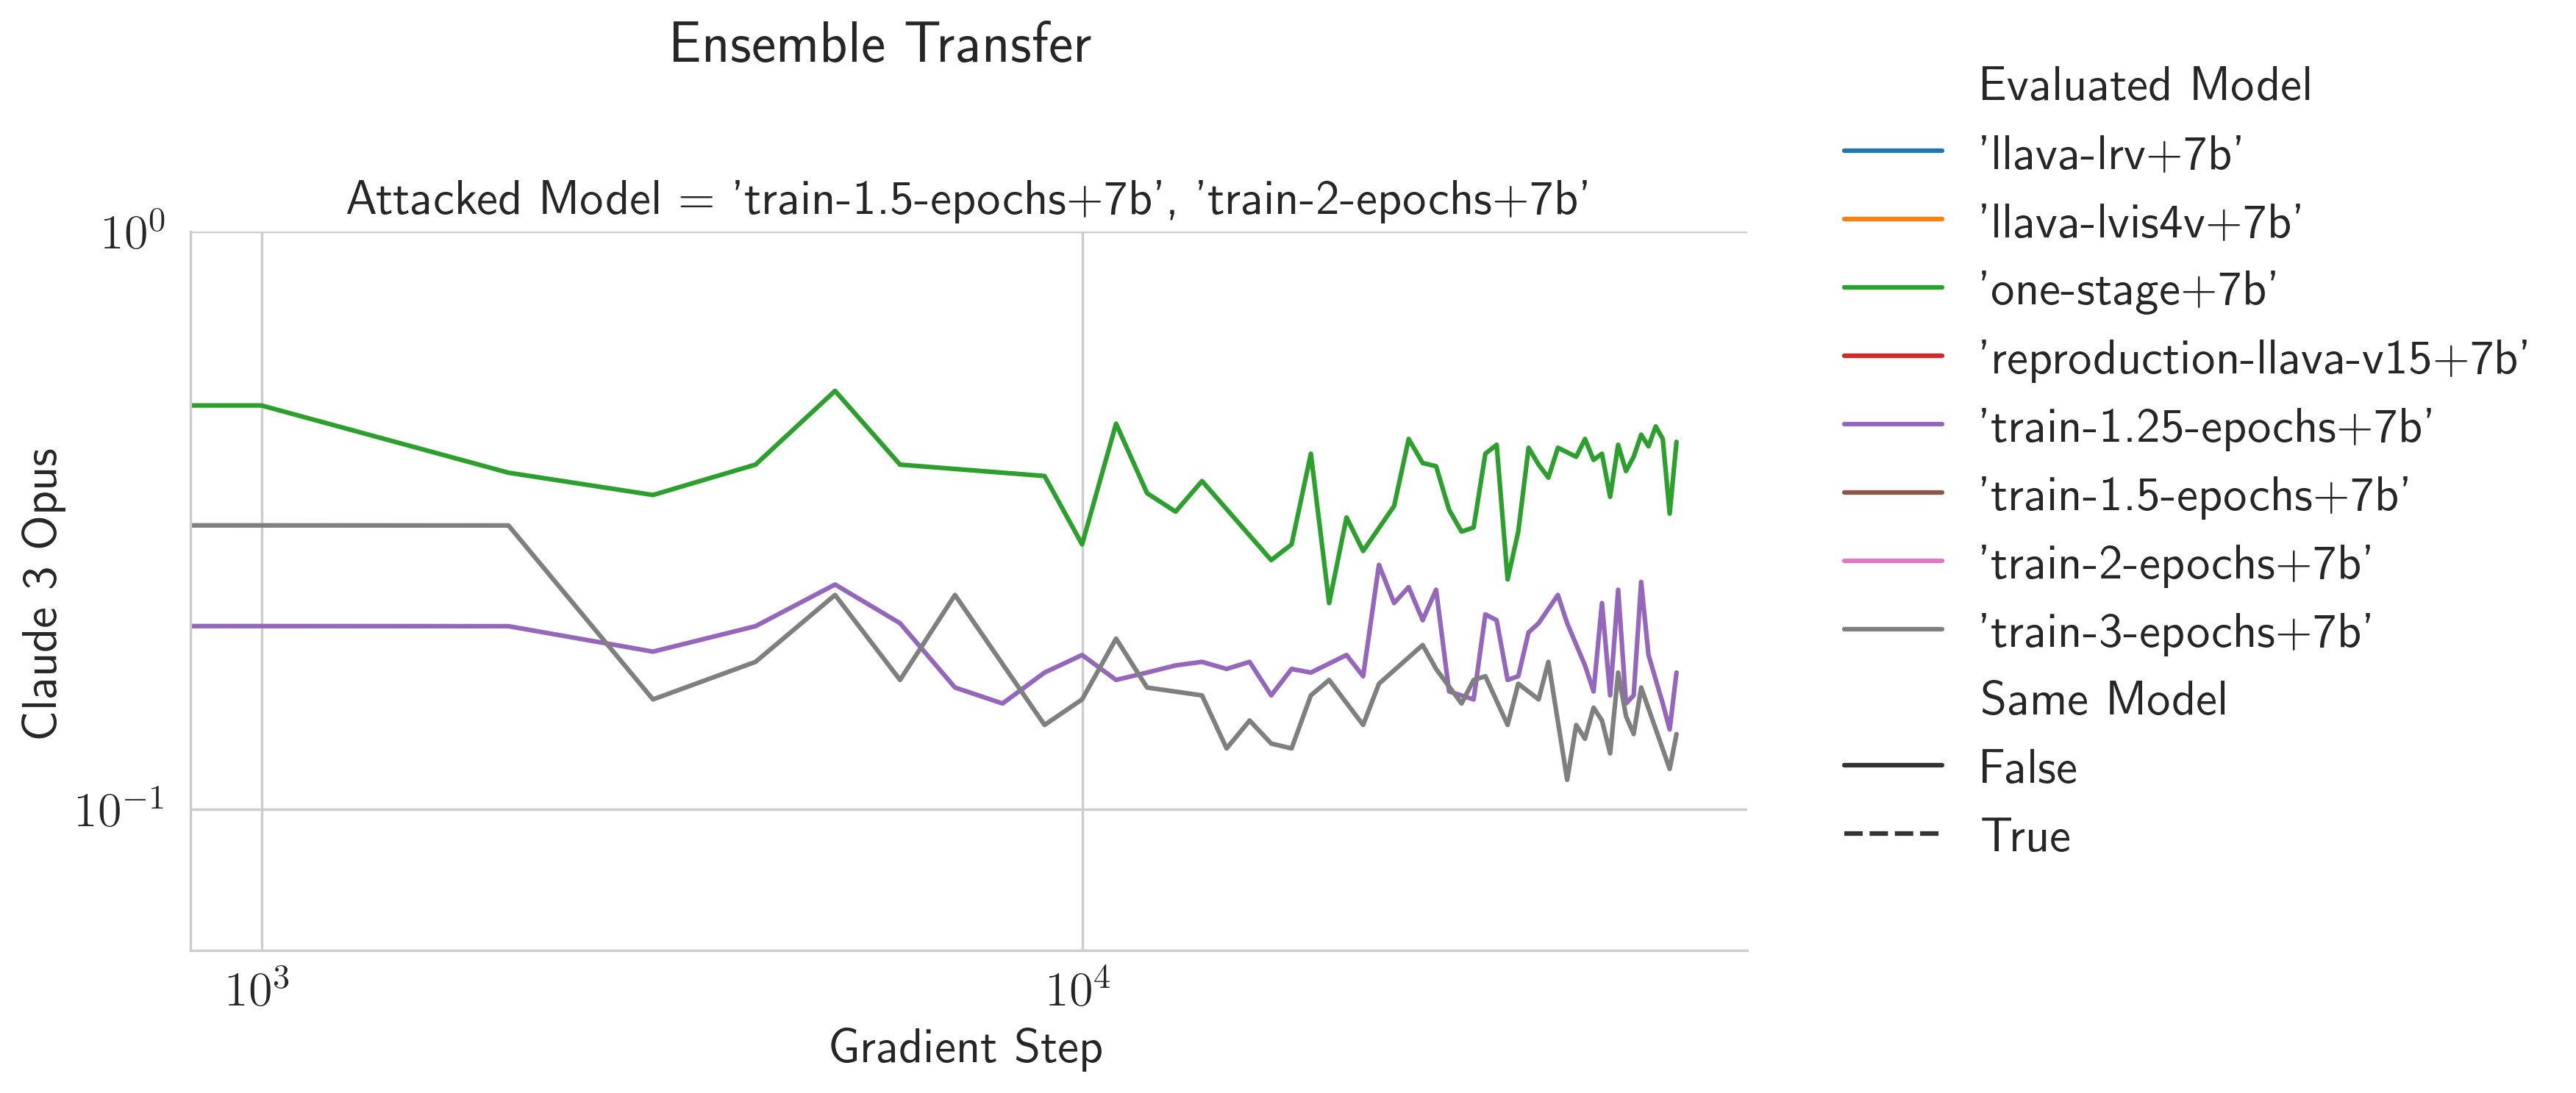 Ensemble Transfer
Attacked Model = 'train-1.5-epochs+7b', 'train-2-epochs+7b'
10^0
10^{-1}
Claude 3 Opus
10^3
10^4
Gradient Step
Evaluated Model
'llava-lrv+7b'
'llava-lvis4v+7b'
'one-stage+7b'
'reproduction-llava-v15+7b'
'train-1.25-epochs+7b'
'train-1.5-epochs+7b'
'train-2-epochs+7b'
'train-3-epochs+7b'
Same Model
False
True